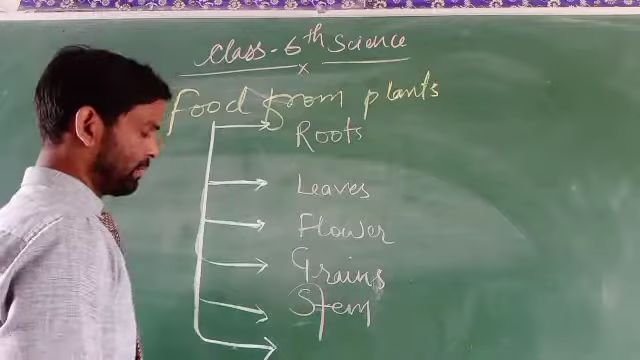 Class-6th Science
Food from plants
Roots
Leaves
Flower
Grains
Stem